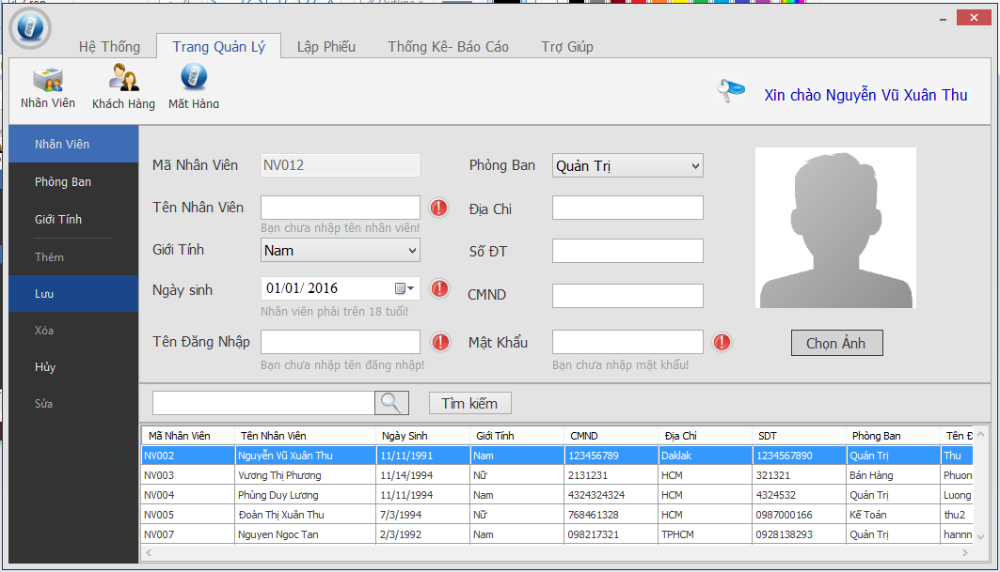 Hệ Thống Trang Quản Lý Lập Phiếu Thống Kê- Báo Cáo Trợ Giúp
Nhân Viên Khách Hàng Mặt Hàng
Xin chào Nguyễn Vũ Xuân Thu
Nhân Viên
Phòng Ban
Giới Tính
Thêm
Lưu
Xóa
Hủy
Sửa
Mã Nhân Viên NV012 Phòng Ban Quản Trị
Tên Nhân Viên Địa Chỉ
Bạn chưa nhập tên nhân viên!
Giới Tính Nam Số ĐT
Ngày sinh 01/01/ 2016 CMND
Nhân viên phải trên 18 tuổi!
Tên Đăng Nhập Mật Khẩu Chọn Ảnh
Bạn chưa nhập tên đăng nhập! Bạn chưa nhập mật khẩu!
Tìm kiếm
Mã Nhân Viên Tên Nhân Viên Ngày Sinh Giới Tính CMND Địa Chỉ SDT Phòng Ban Tên Đ
NV002 Nguyễn Vũ Xuân Thu 11/11/1991 Nam 123456789 Daklak 1234567890 Quản Trị Thu
NV003 Vương Thị Phương 11/14/1994 Nữ 2131231 HCM 321321 Bán Hàng Phuon
NV004 Phùng Duy Lượng 11/11/1994 Nam 4324324324 HCM 4324532 Quản Trị Luong
NV005 Đoàn Thị Xuân Thu 7/3/1994 Nữ 768461328 HCM 0987000166 Kế Toán thu2
NV007 Nguyen Ngoc Tan 2/3/1992 Nam 098217321 TPHCM 0928138293 Quản Trị hannn